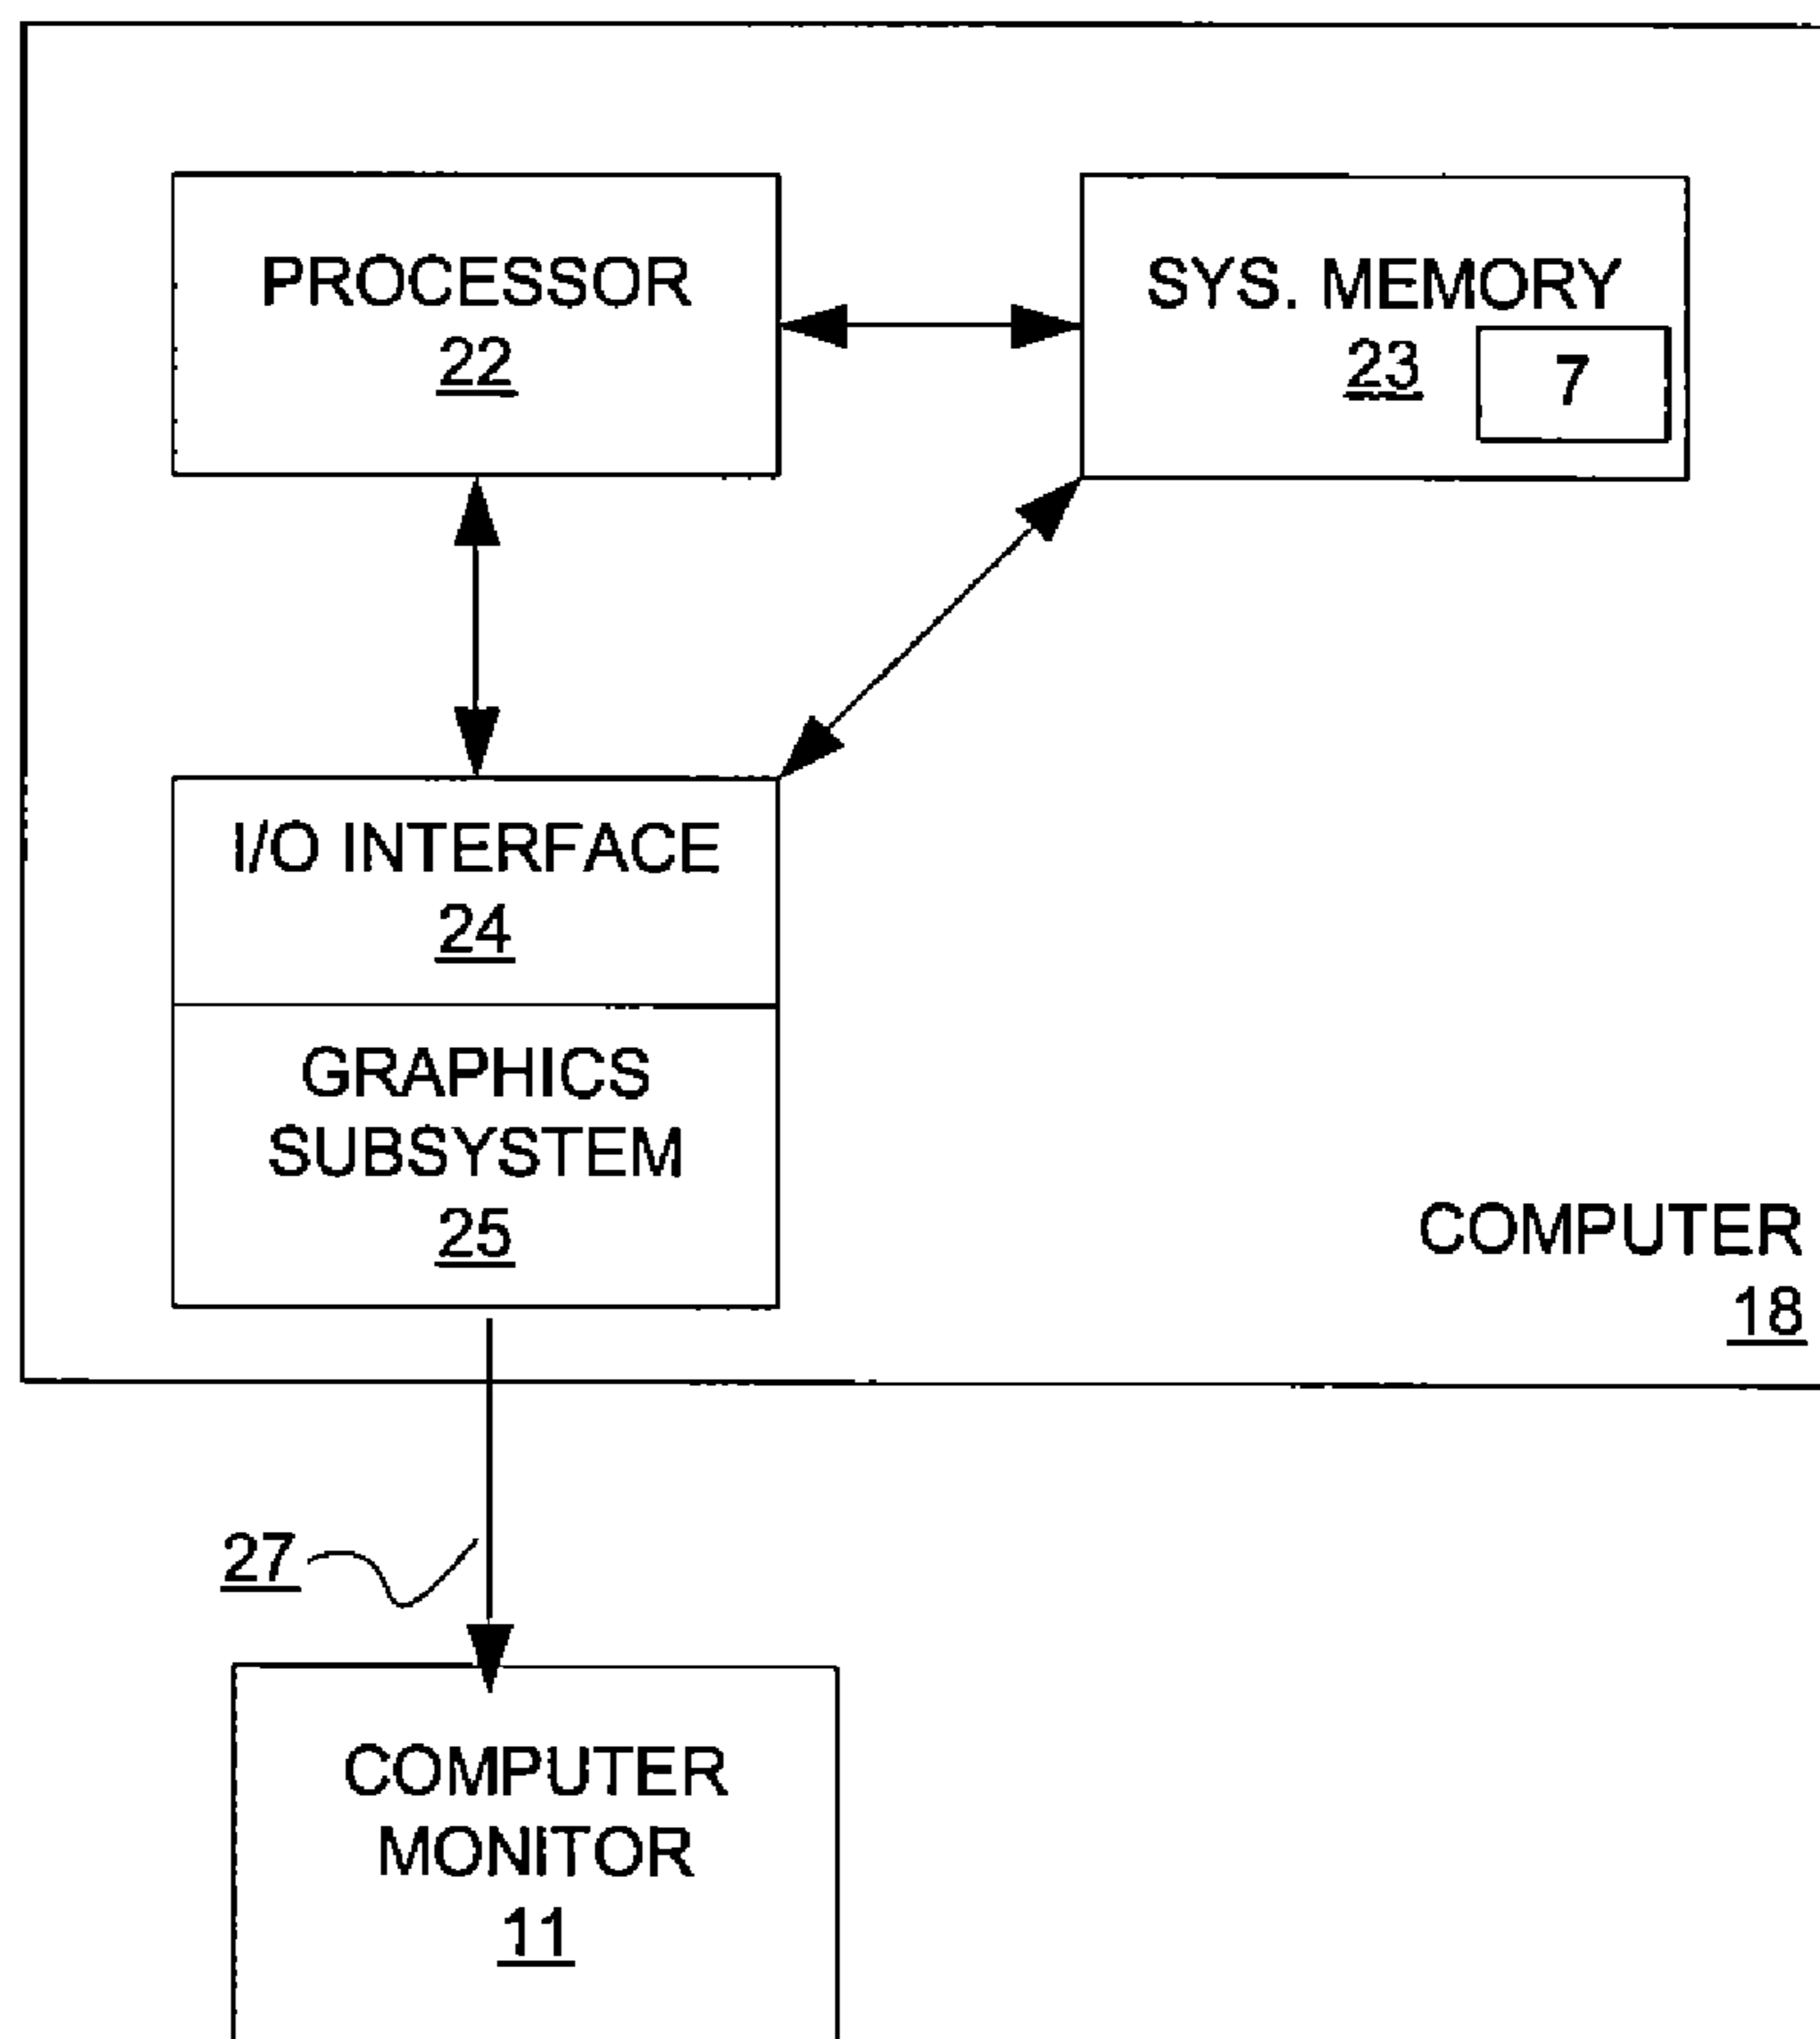 PROCESSOR
22
SYS. MEMORY
23
7
I/O INTERFACE
24
GRAPHICS
SUBSYSTEM
25
COMPUTER
18
27
COMPUTER
MONITOR
11